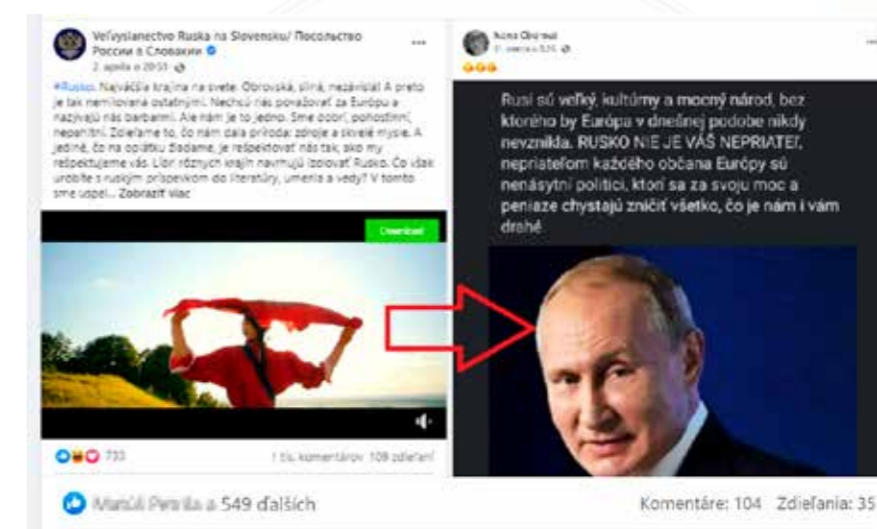 Veľvyslanectvo Ruska na Slovensku/ Посольство
России в Словакии
2. apríla o 20:51
#Rusko. Najväčšia krajina na svete. Obrovská, silná, nezávislá! A preto
je tak nemilovaná ostatnými. Nechcú nás považovať za Európu a
nazývajú nás barbarmi. Ale nám je to jedno. Sme dobrí, pohostinní,
nepamitní. Zdieľame to, čo nám dala príroda: zdroje a skvelé mysle. A
jediné, čo na oplátku žiadame, je rešpektovať nás tak, ako my
rešpektujeme vás. Lídri rôznych krajín navrhujú izolovať Rusko. Čo však
urobíte s ruským príspevkom do literatúry, umenia a vedy? V tomto
sme uspeli... Zobraziť viac
Download
733
1 tis. komentárov 109 zdieľaní
Rusi sú veľký, kultúrny a mocný národ, bez
ktorého by Európa v dnešnej podobe nikdy
nevznikla. RUSKO NIE JE VÁŠ NEPRIATEĽ,
nepriateľom každého občana Európy sú
nenásytní politici, ktorí sa za svoju moc a
peniaze chystajú zničiť všetko, čo je nám i vám
drahé
a 549 ďalších
Komentáre: 104 Zdieľania: 35